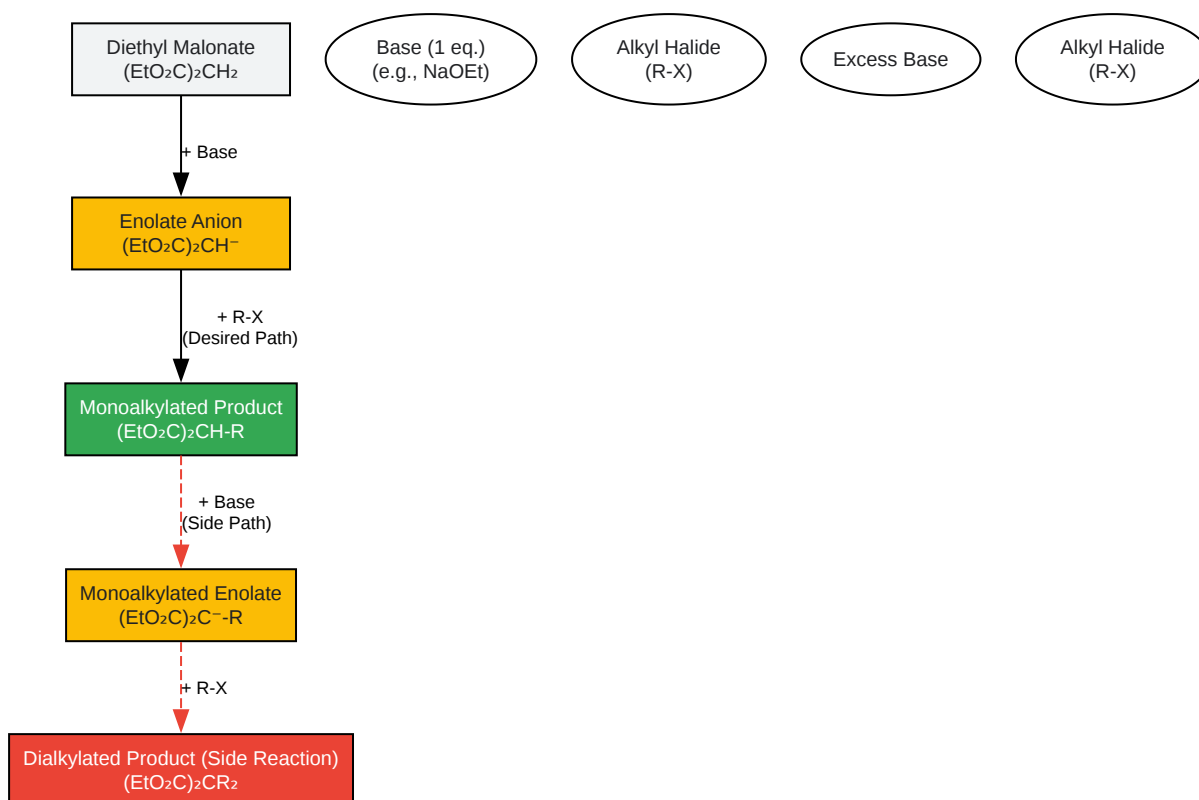 Diethyl Malonate
(EtO₂C)₂CH₂
Base (1 eq.)
(e.g., NaOEt)
Alkyl Halide
(R-X)
Excess Base
Alkyl Halide
(R-X)
+ Base
Enolate Anion
(EtO₂C)₂CH⁻
+ R-X
(Desired Path)
Monoalkylated Product
(EtO₂C)₂CH-R
+ Base
(Side Path)
Monoalkylated Enolate
(EtO₂C)₂C⁻-R
+ R-X
Dialkylated Product (Side Reaction)
(EtO₂C)₂CR₂